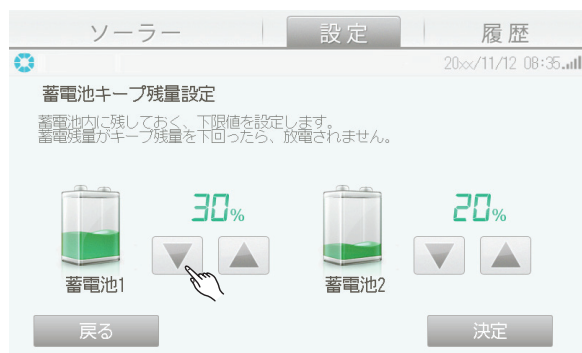 ソーラー 設定 履歴
20××/11/12 08:35
蓄電池キープ残量設定
蓄電池内に残しておく、下限値を設定します。
蓄電残量がキープ残量を下回ったら、放電されません。
30% 20%
蓄電池1 蓄電池2
戻る 決定